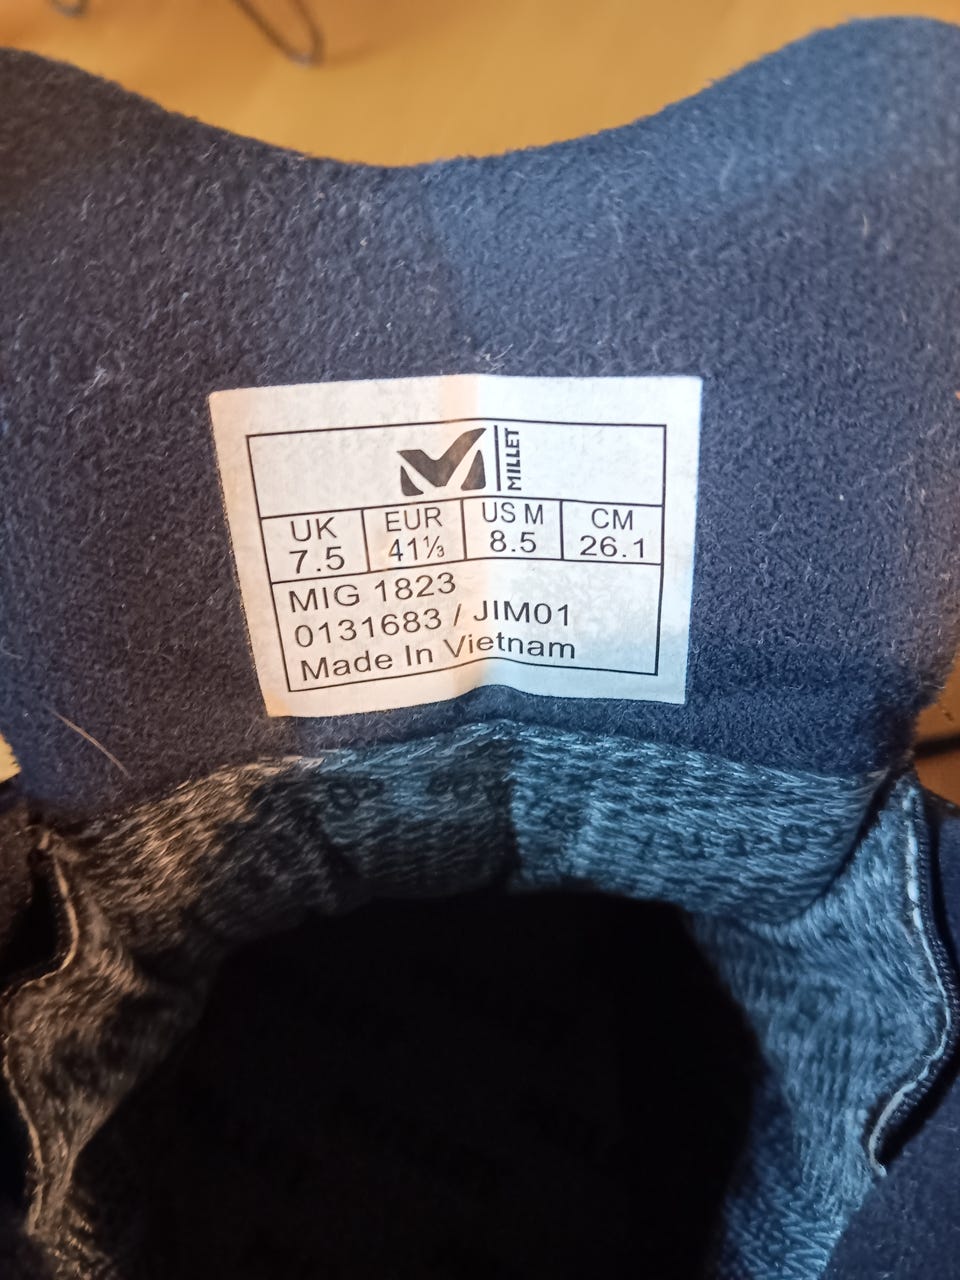 MILLET
UK EUR US M CM
7.5 41⅓ 8.5 26.1
MIG 1823
0131683 / JIM01
Made In Vietnam